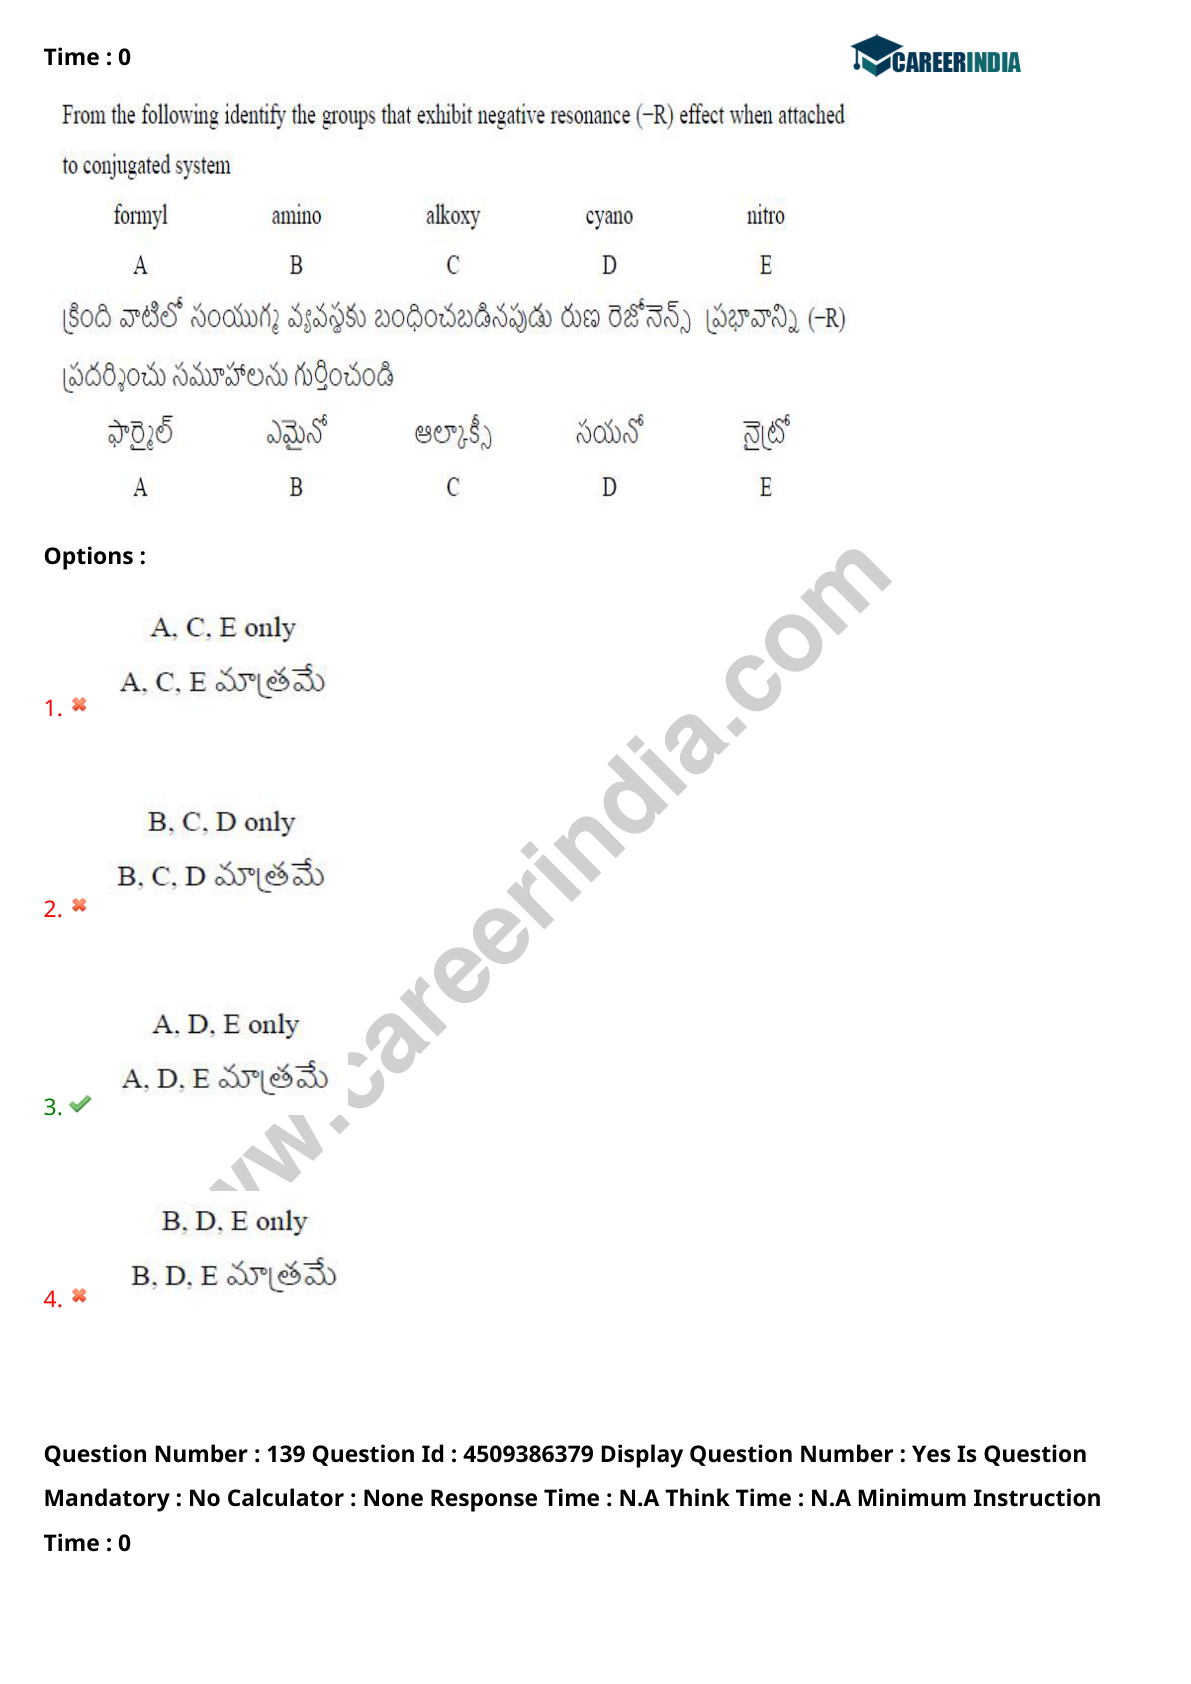 Time : 0
CAREERINDIA
From the following identify the groups that exhibit negative resonance (−R) effect when attached
to conjugated system
formyl amino alkoxy cyano nitro
A B C D E
క్రింది వాటిలో సంయుగ్మ వ్యవస్థకు బంధించబడినపుడు రుణ రెజోనెన్స్ ప్రభావాన్ని (−R)
ప్రదర్శించు సమూహాలను గుర్తించండి
ఫార్మైల్ ఎమైనో ఆల్కాక్సీ సయనో నైట్రో
A B C D E
Options :
A, C, E only
A, C, E మాత్రమే
1.
B, C, D only
B, C, D మాత్రమే
2.
A, D, E only
A, D, E మాత్రమే
3.
B, D, E only
B, D, E మాత్రమే
4.
w.careerindia.com
Question Number : 139 Question Id : 4509386379 Display Question Number : Yes Is Question
Mandatory : No Calculator : None Response Time : N.A Think Time : N.A Minimum Instruction
Time : 0